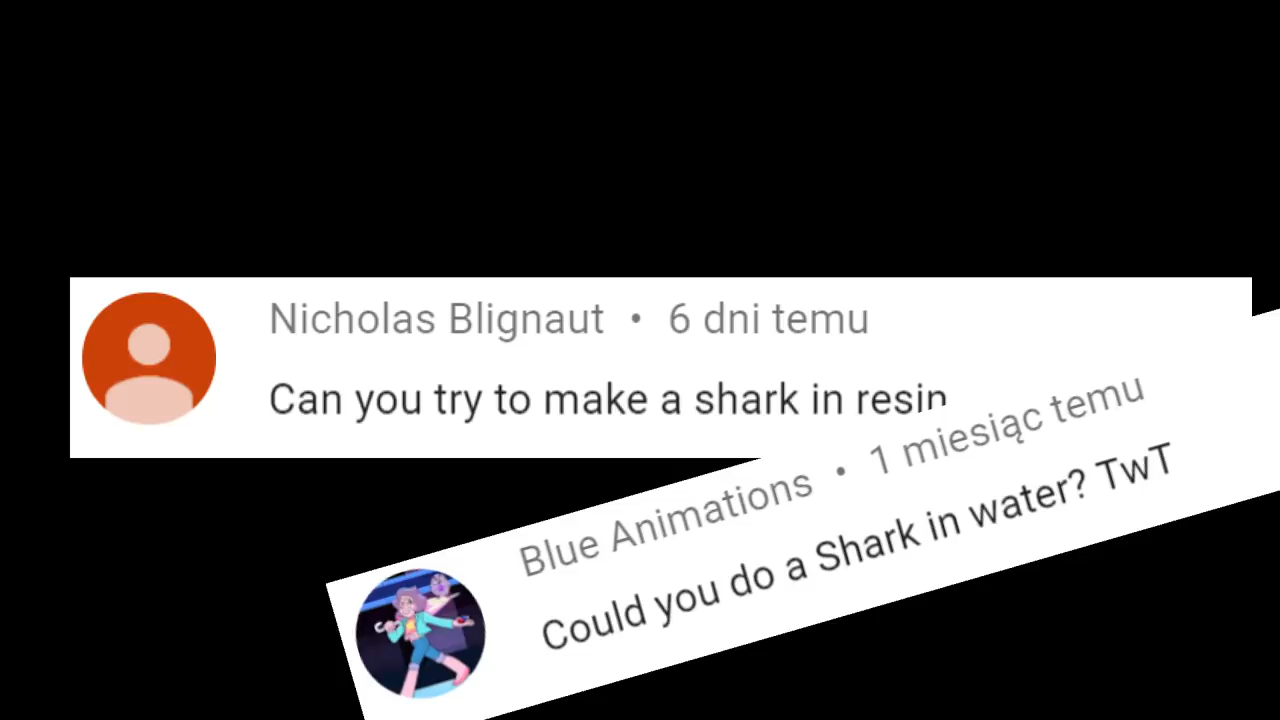 Nicholas Blignaut • 6 dni temu
Can you try to make a shark in resin
Blue Animations • 1 miesiąc temu
Could you do a Shark in water? TwT